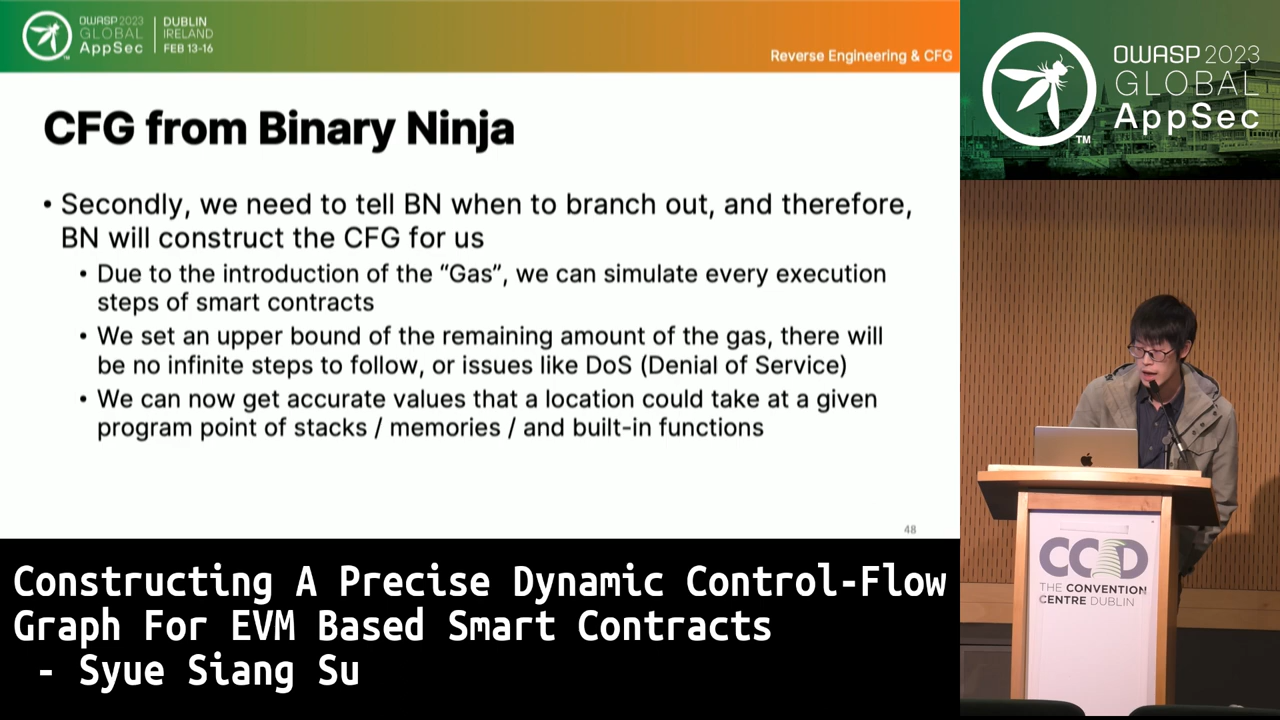 OWASP 2023
GLOBAL
AppSec
TM
DUBLIN
IRELAND
FEB 13-16
Reverse Engineering & CFG
CFG from Binary Ninja
• Secondly, we need to tell BN when to branch out, and therefore,
BN will construct the CFG for us
• Due to the introduction of the “Gas”, we can simulate every execution
steps of smart contracts
• We set an upper bound of the remaining amount of the gas, there will
be no infinite steps to follow, or issues like DoS (Denial of Service)
• We can now get accurate values that a location could take at a given
program point of stacks / memories / and built-in functions
48
Constructing A Precise Dynamic Control-Flow
Graph For EVM Based Smart Contracts
- Syue Siang Su
OWASP 2023
GLOBAL
AppSec
TM
CCD
THE CONVENTION
CENTRE DUBLIN